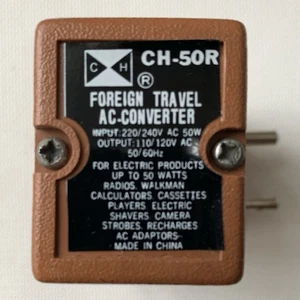 C H
®
CH-50R
FOREIGN TRAVEL
AC-CONVERTER
INPUT:220/240V AC 50W
OUTPUT:110/120V AC
50/60Hz
FOR ELECTRIC PRODUCTS
UP TO 50 WATTS
RADIOS. WALKMAN
CALCULATORS. CASSETTES
PLAYERS. ELECTRIC
SHAVERS. CAMERA
STROBES. RECHARGES
AC ADAPTORS-
MADE IN CHINA